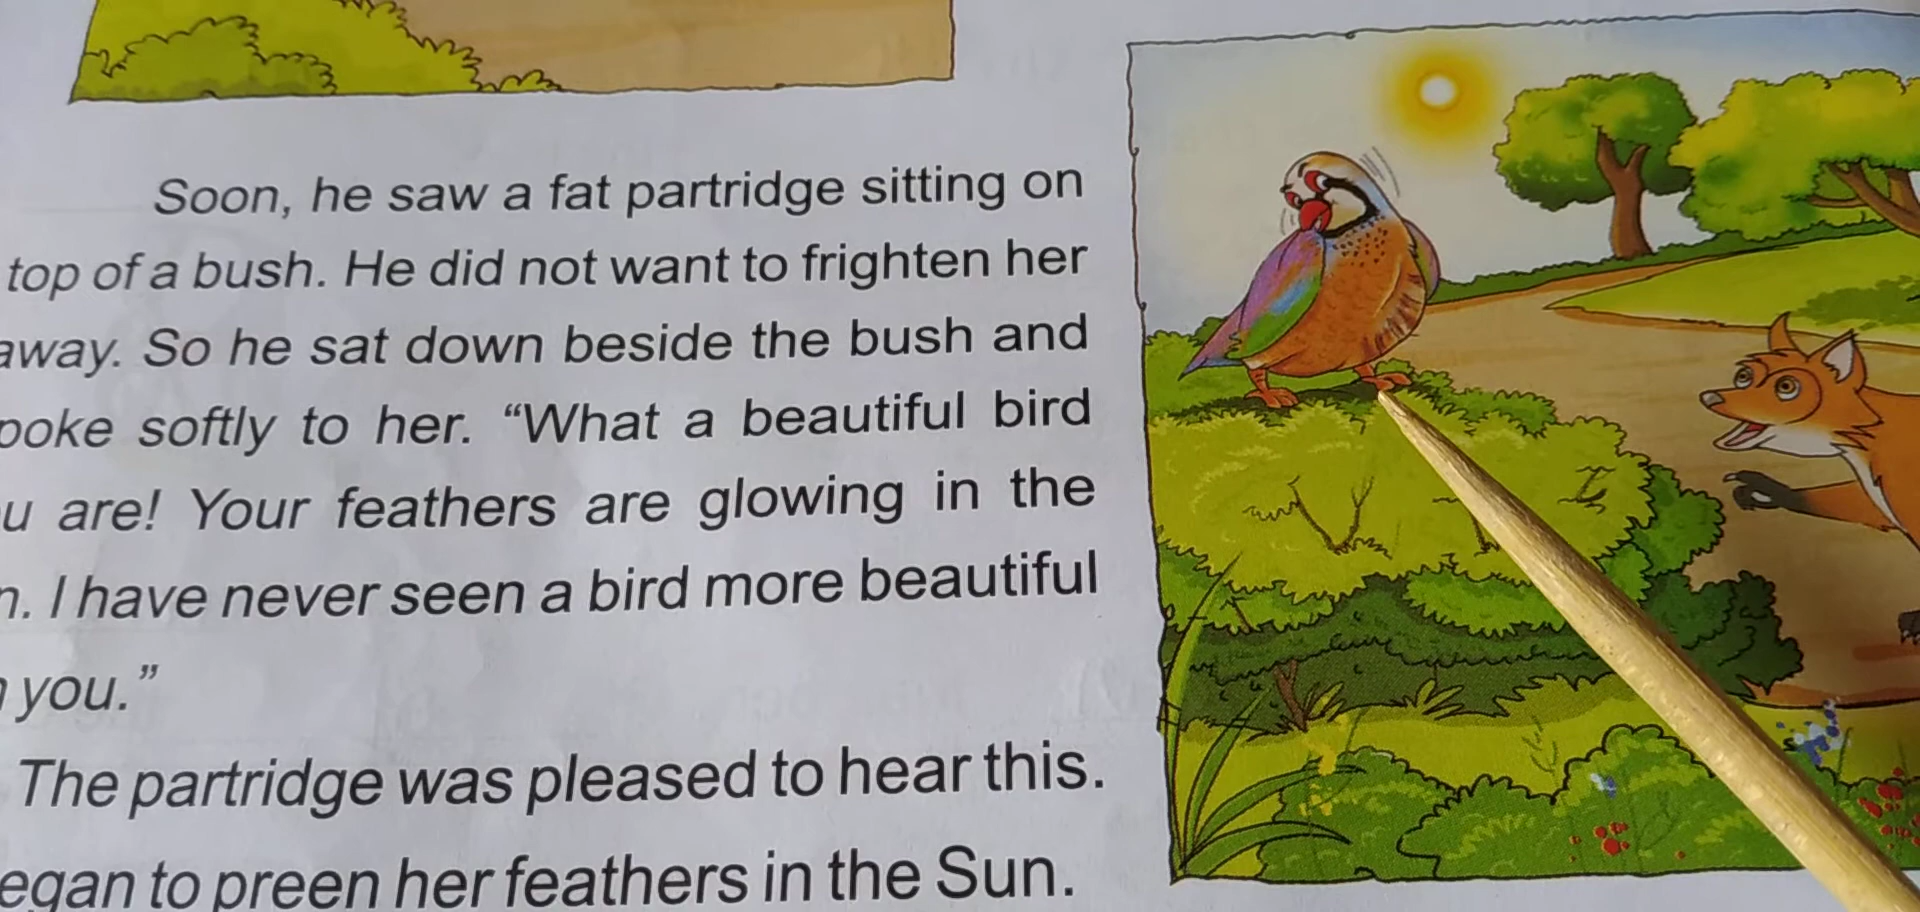 Soon, he saw a fat partridge sitting on
top of a bush. He did not want to frighten her
away. So he sat down beside the bush and
poke softly to her. “What a beautiful bird
u are! Your feathers are glowing in the
n. I have never seen a bird more beautiful
you.”
The partridge was pleased to hear this.
egan to preen her feathers in the Sun.